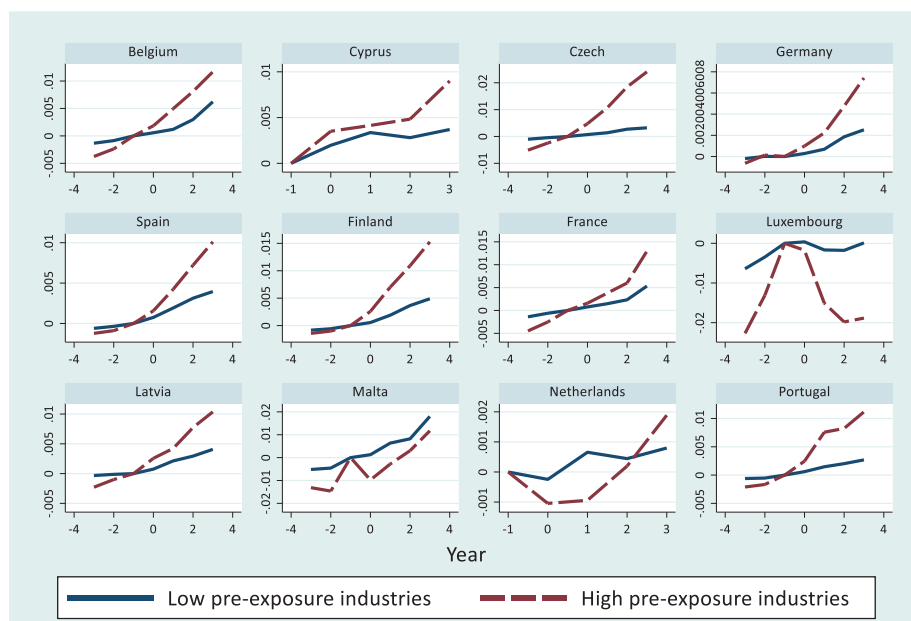 Belgium Cyprus Czech Germany
-.005 0 .005 .01
-4 -2 0 2 4
0 .005 .01
-1 0 1 2 3
-.01 0 .01 .02
-4 -2 0 2 4
0 .002.004.006.008
-4 -2 0 2 4
Spain Finland France Luxembourg
0 .005 .01
-4 -2 0 2 4
0 .005 .01 .015
-4 -2 0 2 4
-.005 0 .005 .01 .015
-4 -2 0 2 4
-.02 -.01 0
-4 -2 0 2 4
Latvia Malta Netherlands Portugal
-.005 0 .005 .01
-4 -2 0 2 4
-.02 -.01 0 .01 .02
-4 -2 0 2 4
-.001 0 .001 .002
-1 0 1 2 3
-.005 0 .005 .01
-4 -2 0 2 4
Year
Low pre-exposure industries High pre-exposure industries